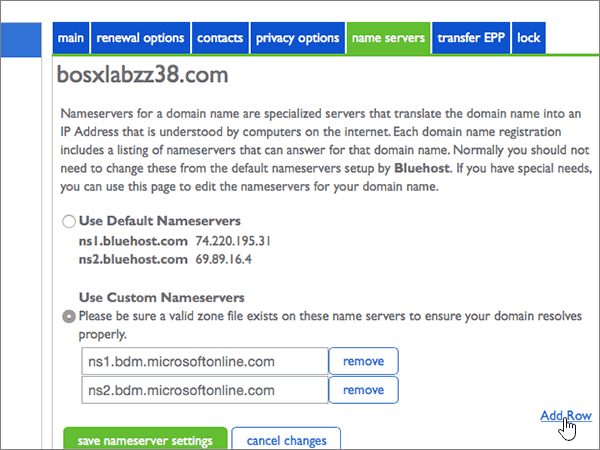 main renewal options contacts privacy options name servers transfer EPP lock
bosxlabzz38.com
Nameservers for a domain name are specialized servers that translate the domain name into an
IP Address that is understood by computers on the internet. Each domain name registration
includes a listing of nameservers that can answer for that domain name. Normally you should not
need to change these from the default nameservers setup by Bluehost. If you have special needs,
you can use this page to edit the nameservers for your domain name.
Use Default Nameservers
ns1.bluehost.com 74.220.195.31
ns2.bluehost.com 69.89.16.4
Use Custom Nameservers
Please be sure a valid zone file exists on these name servers to ensure your domain resolves
properly.
ns1.bdm.microsoftonline.com remove
ns2.bdm.microsoftonline.com remove
Add Row
save nameserver settings cancel changes